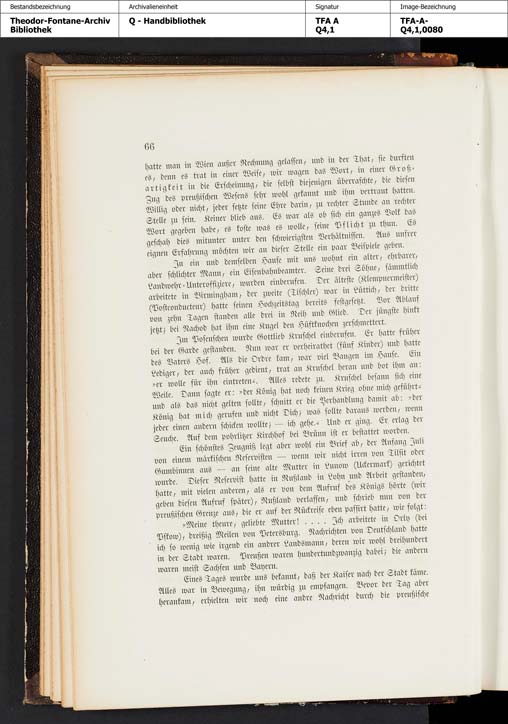 Bestandsbezeichnung
Archivalieneinheit
Signatur
Image-Bezeichnung
Theodor-Fontane-Archiv
Bibliothek
Q - Handbibliothek
TFA A
Q4,1
TFA-A-
Q4,1,0080
66
hatte man in Wien außer Rechnung gelassen, und in der That, sie durften
es, denn es trat in einer Weise, wir wagen das Wort, in einer Groß-
artigkeit in die Erscheinung, die selbst diejenigen überraschte, die diesen
Zug des preußischen Wesens sehr wohl gekannt und ihm vertraut hatten.
Willig oder nicht, jeder setzte seine Ehre darin, zu rechter Stunde an rechter
Stelle zu sein. Keiner blieb aus. Es war als ob sich ein ganzes Volk das
Wort gegeben habe, es koste was es wolle, seine Pflicht zu thun. Es
geschah dies mitunter unter den schwierigsten Verhältnissen. Aus unsrer
eignen Erfahrung möchten wir an dieser Stelle ein paar Beispiele geben.
In ein und demselben Hause mit uns wohnt ein alter, ehrbarer,
aber schlichter Mann, ein Eisenbahnbeamter. Seine drei Söhne, sämmtlich
Landwehr-Unteroffiziere, wurden einberufen. Der älteste (Klempnermeister)
arbeitete in Birmingham, der zweite (Tischler) war in Lüttich, der dritte
(Postconducteur) hatte seinen Hochzeitstag bereits festgesetzt. Vor Ablauf
von zehn Tagen standen alle drei in Reih und Glied. Der jüngste hinkt
jetzt; bei Nachod hat ihm eine Kugel den Hüftknochen zerschmettert.
Im Posenschen wurde Gottlieb Kruschel einberufen. Er hatte früher
bei der Garde gestanden. Nun war er verheirathet (fünf Kinder) und hatte
des Vaters Hof. Als die Ordre kam, war viel Bangen im Hause. Ein
Lediger, der auch früher gedient, trat an Kruschel heran und bot ihm an:
»er wolle für ihn eintreten«. Alles redete zu. Kruschel besann sich eine
Weile. Dann sagte er: »der König hat noch keinen Krieg ohne mich geführt«
und als das nicht gelten sollte, schnitt er die Verhandlung damit ab: »der
König hat mich gerufen und nicht Dich; was sollte daraus werden, wenn
jeder einen andern schicken wollte; — ich gehe.« Und er ging. Er erlag der
Seuche. Auf dem pohrlitzer Kirchhof bei Brünn ist er bestattet worden.
Ein schönstes Zeugniß legt aber wohl ein Brief ab, der Anfang Juli
von einem märkischen Reservisten — wenn wir nicht irren von Tilsit oder
Gumbinnen aus — an seine alte Mutter in Lunow (Uckermark) gerichtet
wurde. Dieser Reservist hatte in Rußland in Lohn und Arbeit gestanden,
hatte, mit vielen anderen, als er von dem Aufruf des Königs hörte (wir
geben diesen Aufruf später), Rußland verlassen, und schrieb nun von der
preußischen Grenze aus, die er auf der Rückreise eben passirt hatte, wie folgt:
»Meine theure, geliebte Mutter! .... Ich arbeitete in Orly (bei
Pskow), dreißig Meilen von Petersburg. Nachrichten von Deutschland hatte
ich so wenig wie irgend ein andrer Landsmann, deren wir wohl dreihundert
in der Stadt waren. Preußen waren hundertundzwanzig dabei; die andern
waren meist Sachsen und Bayern.
Eines Tages wurde uns bekannt, daß der Kaiser nach der Stadt käme.
Alles war in Bewegung, ihn würdig zu empfangen. Bevor der Tag aber
herankam, erhielten wir noch eine andre Nachricht durch die preußische